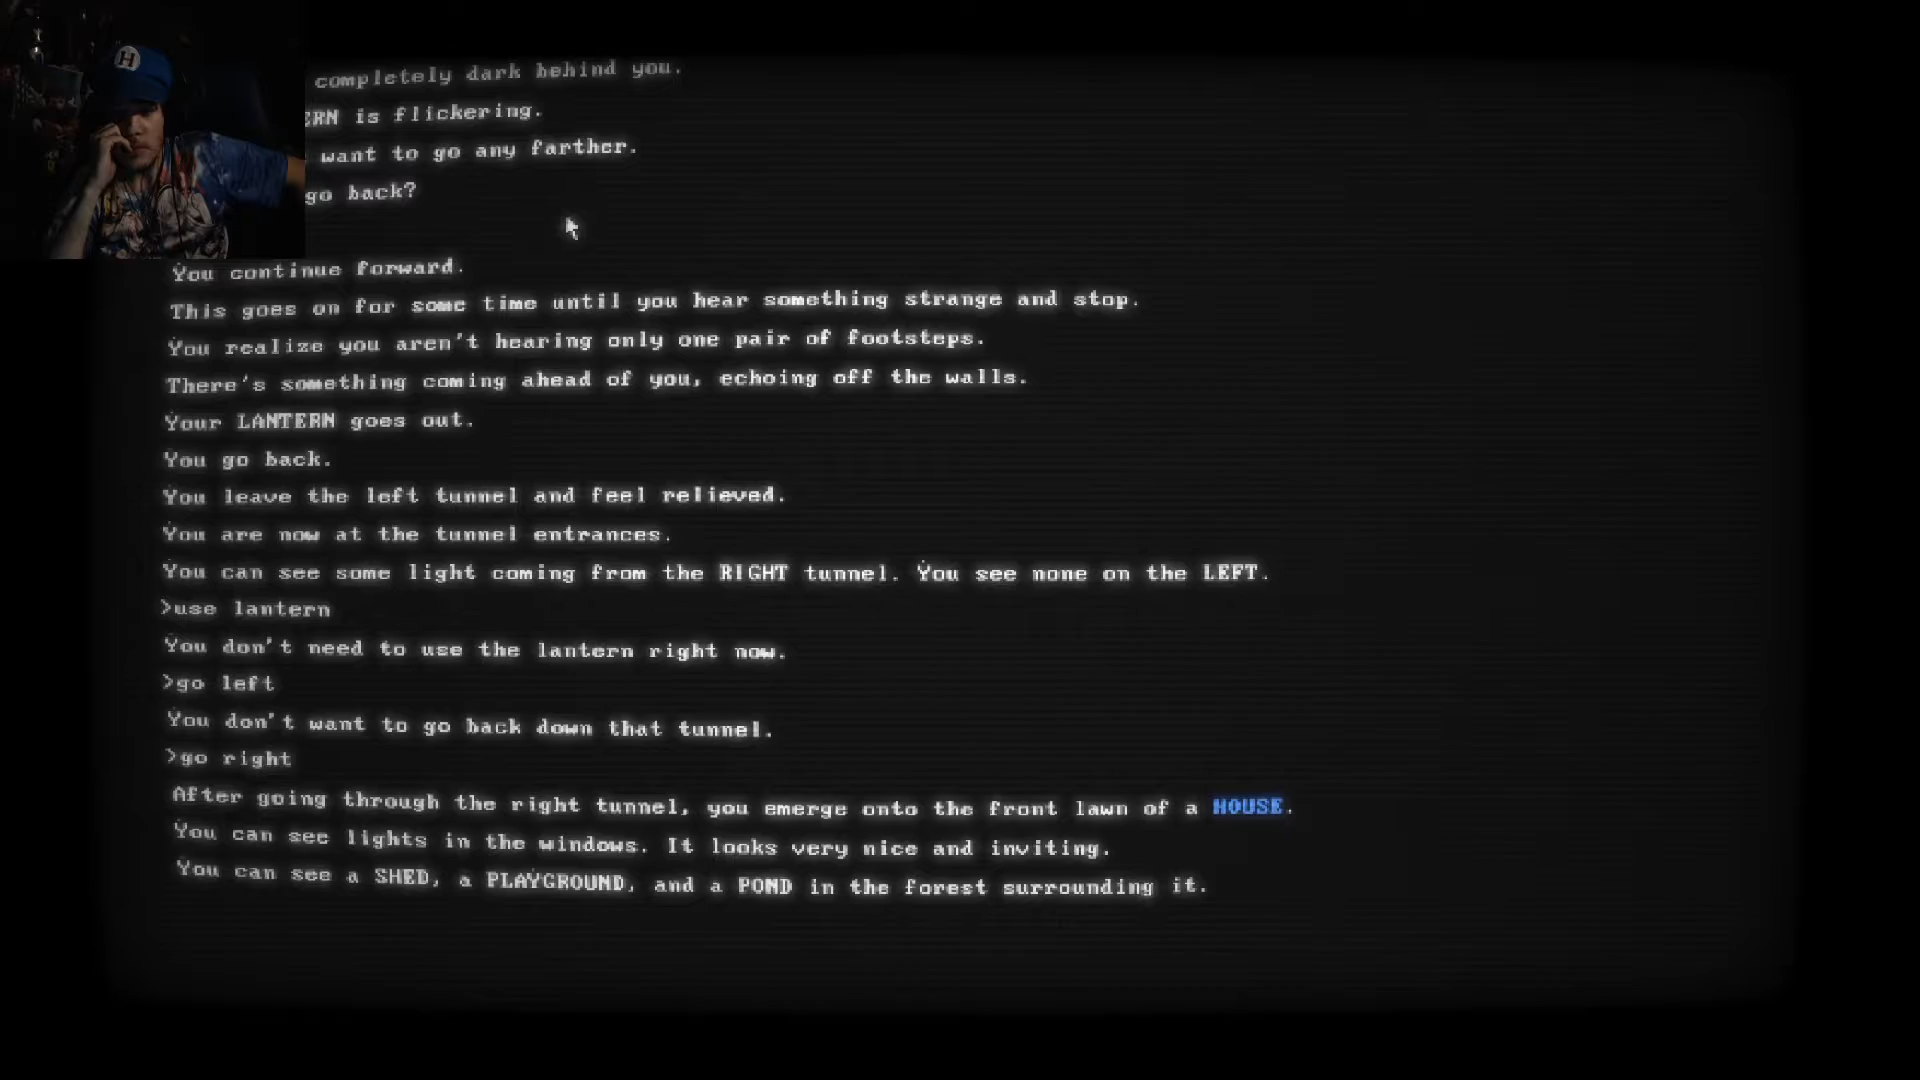 H
completely dark behind you.
ERN is flickering.
want to go any farther.
go back?
You continue forward.
This goes on for some time until you hear something strange and stop.
You realize you aren't hearing only one pair of footsteps.
There's something coming ahead of you, echoing off the walls.
Your LANTERN goes out.
You go back.
You leave the left tunnel and feel relieved.
You are now at the tunnel entrances.
You can see some light coming from the RIGHT tunnel. You see none on the LEFT.
>use lantern
You don't need to use the lantern right now.
>go left
You don't want to go back down that tunnel.
>go right
After going through the right tunnel, you emerge onto the front lawn of a HOUSE.
You can see lights in the windows. It looks very nice and inviting.
You can see a SHED, a PLAYGROUND, and a POND in the forest surrounding it.